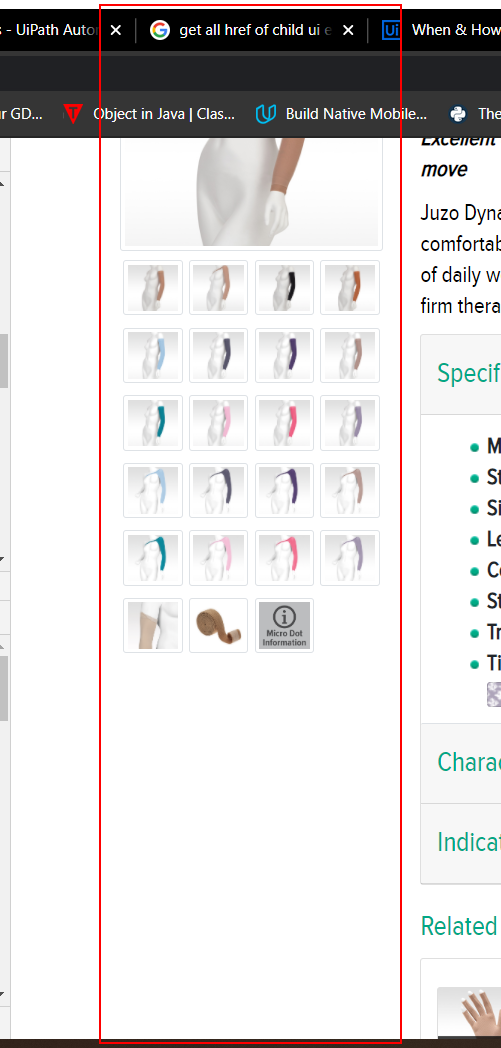 - UiPath Autor
get all href of child ui e
When & How
ur GD...
Object in Java | Clas...
Build Native Mobile...
The
Excellent
move
Juzo Dyna
comfortab
of daily w
firm thera
Specif
M
St
Si
Le
Co
St
Tr
Ti
Micro Dot
Information
Charac
Indicat
Related